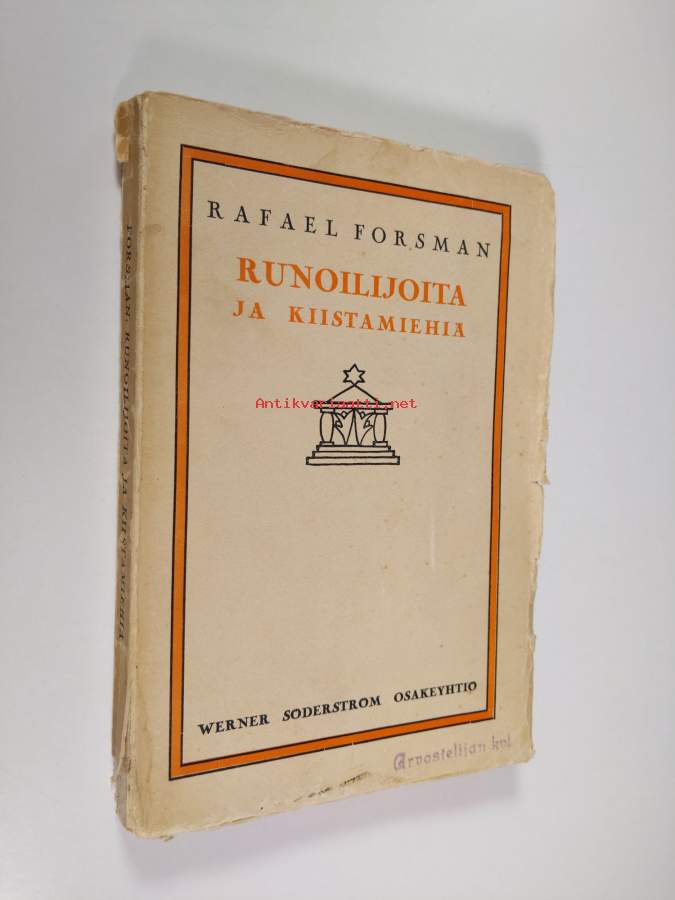 RAFAEL FORSMAN
RUNOILIJOITA
JA KIISTAMIEHIÄ
Antikvariaatti.net
WERNER SÖDERSTRÖM OSAKEYHTIÖ
Arvostelijan kpl.
FORSMAN: RUNOILIJOITA JA KIISTAMIEHIÄ